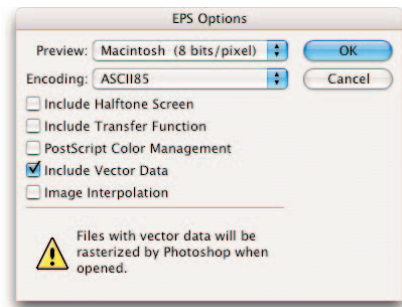 EPS Options
Preview: Macintosh (8 bits/pixel) OK
Encoding: ASCII85 Cancel
Include Halftone Screen
Include Transfer Function
PostScript Color Management
Include Vector Data
Image Interpolation
Files with vector data will be
rasterized by Photoshop when
opened.